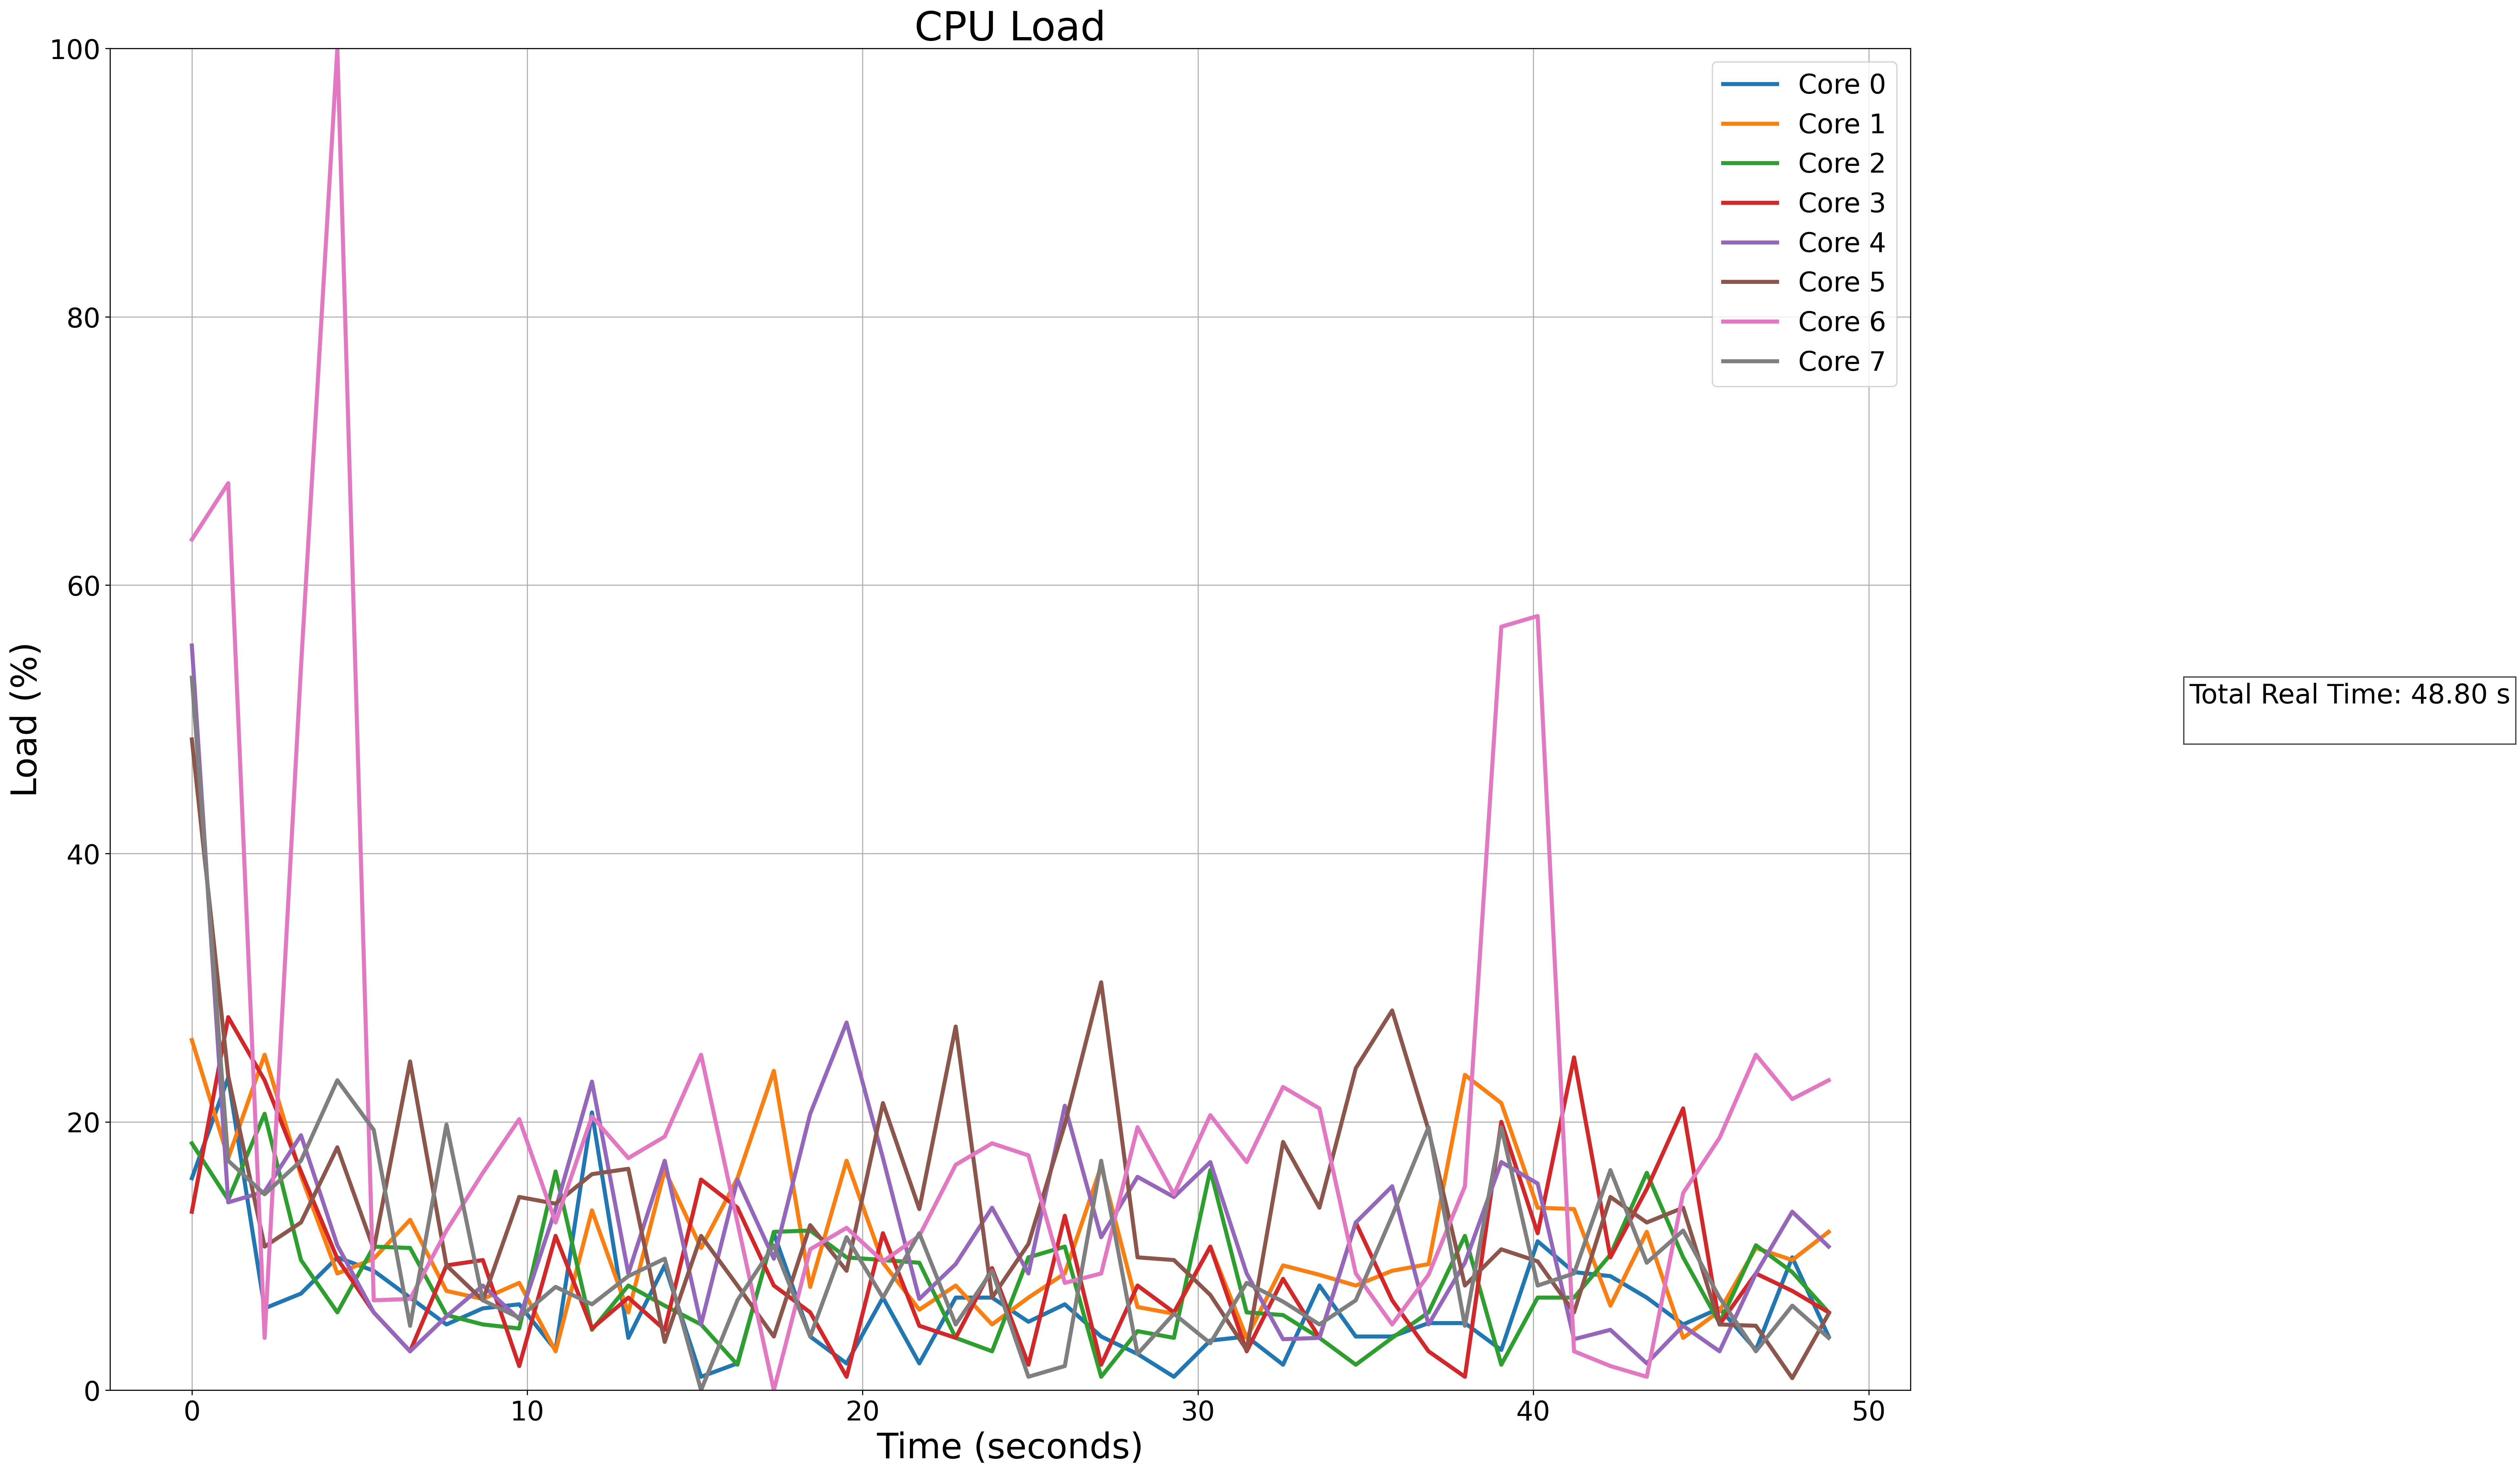 CPU Load
100
80
60
40
20
0
Load (%)
0 10 20 30 40 50
Time (seconds)
Core 0
Core 1
Core 2
Core 3
Core 4
Core 5
Core 6
Core 7
Total Real Time: 48.80 s